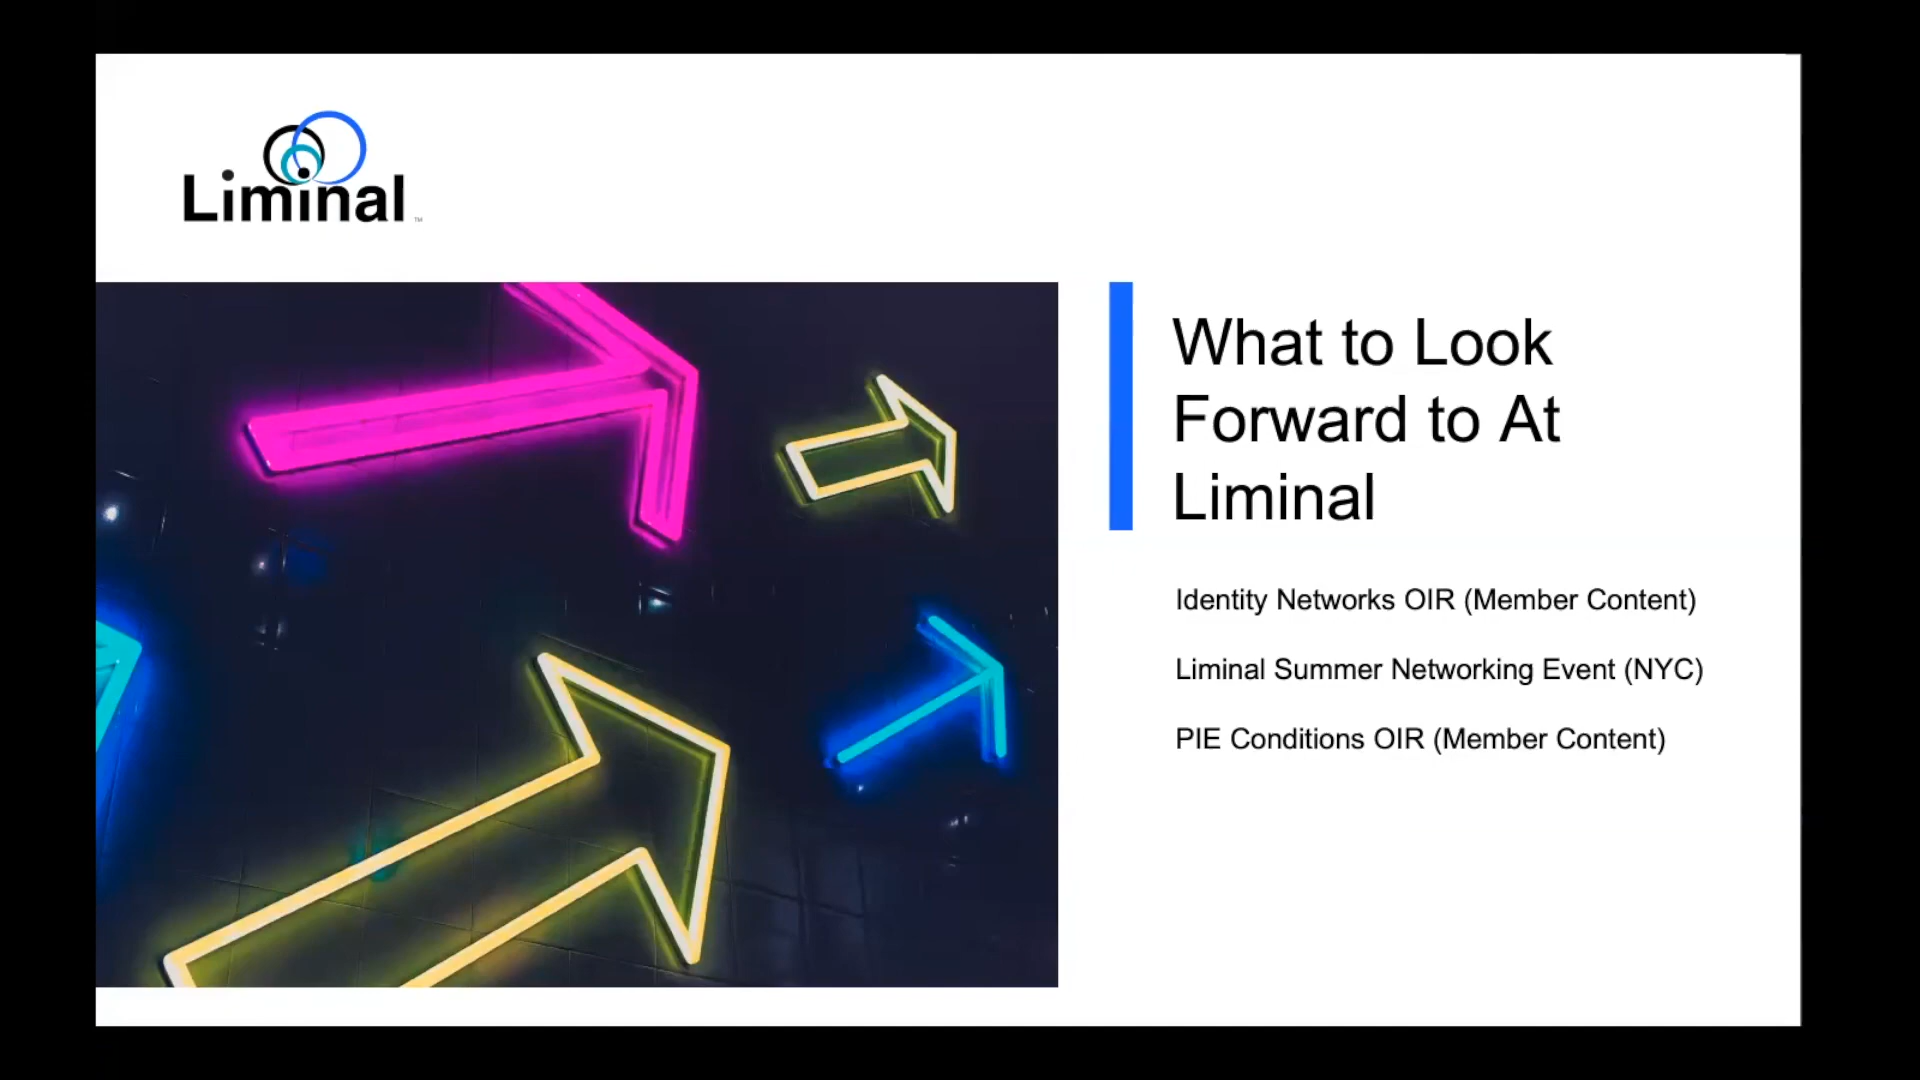 Liminal ™
What to Look
Forward to At
Liminal
Identity Networks OIR (Member Content)
Liminal Summer Networking Event (NYC)
PIE Conditions OIR (Member Content)